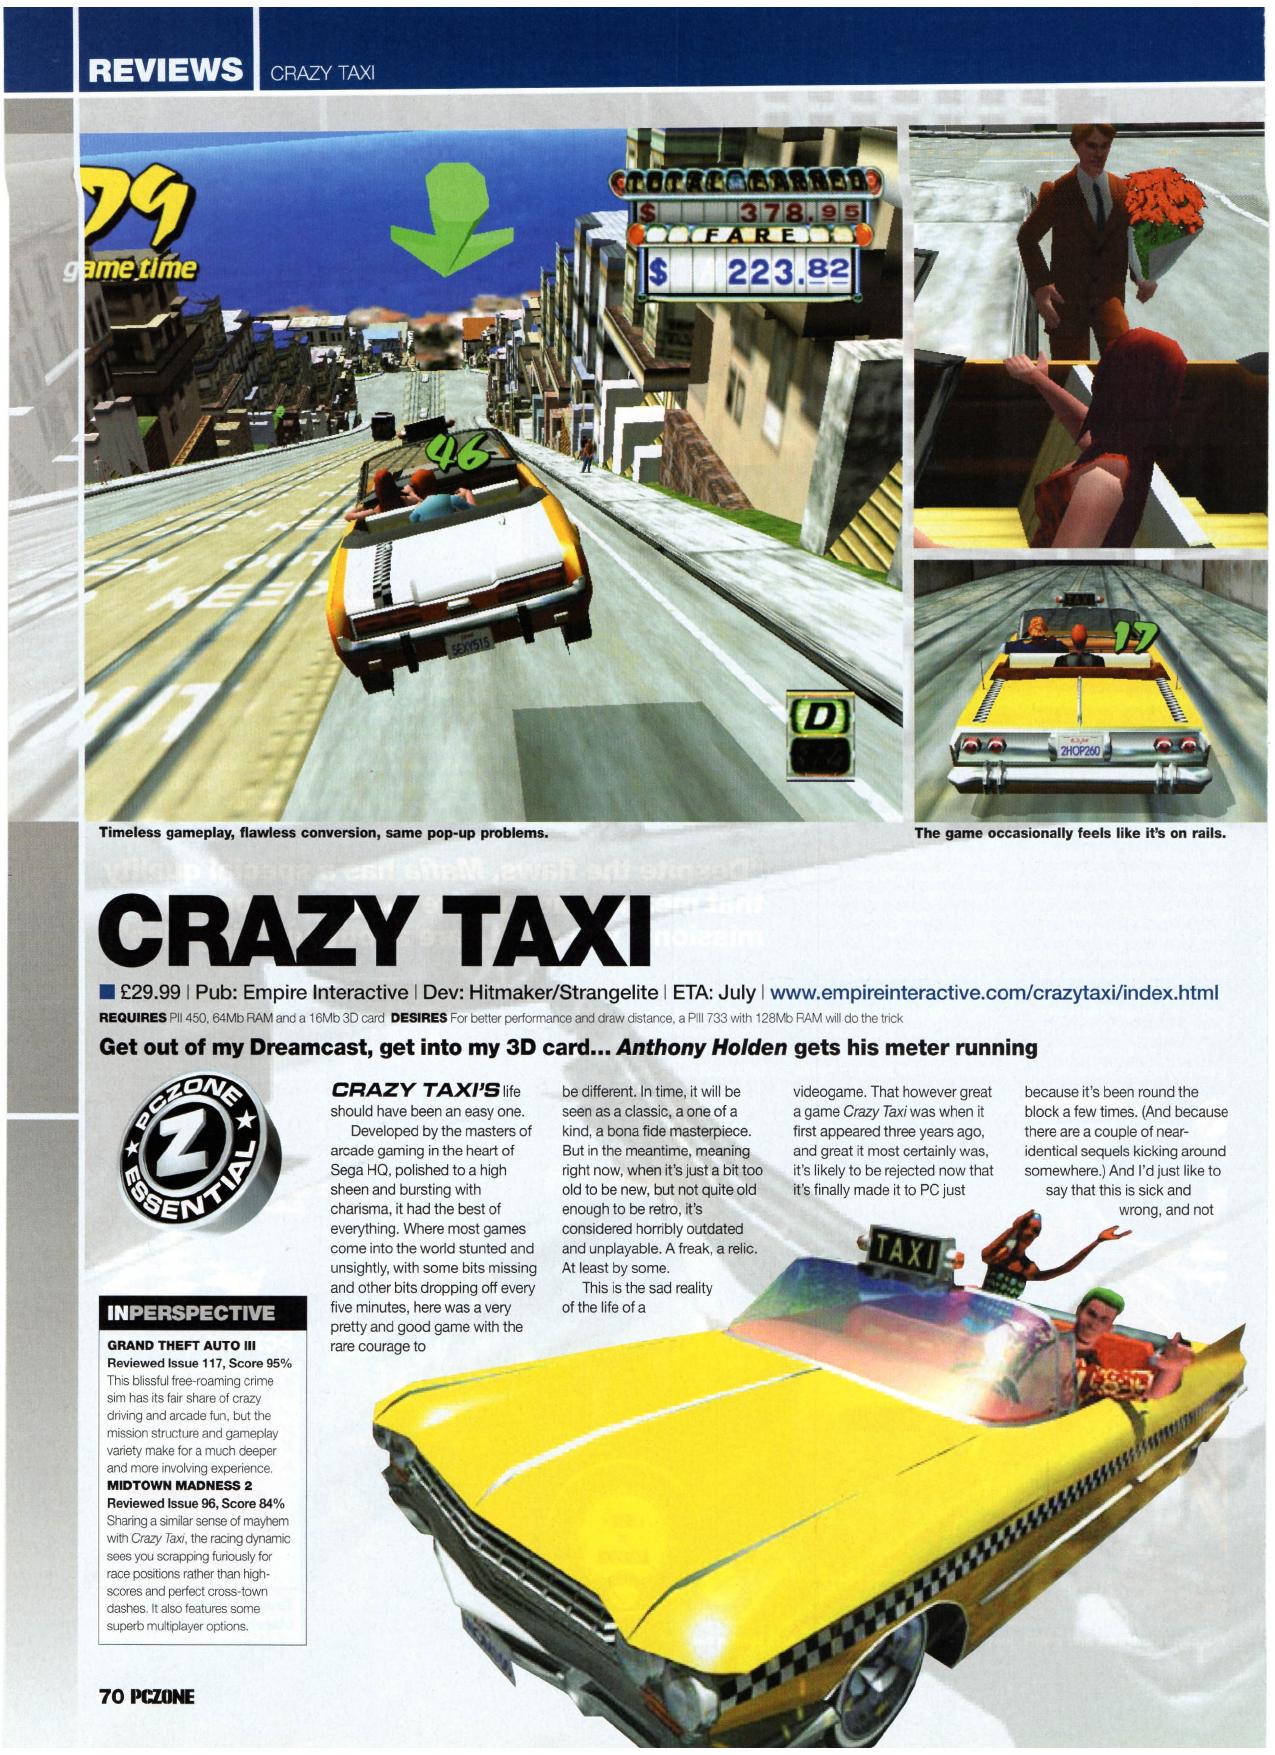 REVIEWS
CRAZY TAXI
79
game time
TOTAL EARNED
$ 378.95
FARE
$ 223.82
46
SEXY515
D
TAXI
17
2HOP260
Timeless gameplay, flawless conversion, same pop-up problems.
The game occasionally feels like it's on rails.
CRAZY TAXI
£29.99 | Pub: Empire Interactive | Dev: Hitmaker/Strangelite | ETA: July | www.empireinteractive.com/crazytaxi/index.html
REQUIRES PII 450, 64Mb RAM and a 16Mb 3D card DESIRES For better performance and draw distance, a PIII 733 with 128Mb RAM will do the trick
Get out of my Dreamcast, get into my 3D card... Anthony Holden gets his meter running
PCZONE
Z
ESSENTIAL
CRAZY TAXI'S life
should have been an easy one.
Developed by the masters of
arcade gaming in the heart of
Sega HQ, polished to a high
sheen and bursting with
charisma, it had the best of
everything. Where most games
come into the world stunted and
unsightly, with some bits missing
and other bits dropping off every
five minutes, here was a very
pretty and good game with the
rare courage to
be different. In time, it will be
seen as a classic, a one of a
kind, a bona fide masterpiece.
But in the meantime, meaning
right now, when it's just a bit too
old to be new, but not quite old
enough to be retro, it's
considered horribly outdated
and unplayable. A freak, a relic.
At least by some.
This is the sad reality
of the life of a
videogame. That however great
a game Crazy Taxi was when it
first appeared three years ago,
and great it most certainly was,
it's likely to be rejected now that
it's finally made it to PC just
because it's been round the
block a few times. (And because
there are a couple of near-
identical sequels kicking around
somewhere.) And I'd just like to
say that this is sick and
wrong, and not
TAXI
INPERSPECTIVE
GRAND THEFT AUTO III
Reviewed Issue 117, Score 95%
This blissful free-roaming crime
sim has its fair share of crazy
driving and arcade fun, but the
mission structure and gameplay
variety make for a much deeper
and more involving experience.
MIDTOWN MADNESS 2
Reviewed Issue 96, Score 84%
Sharing a similar sense of mayhem
with Crazy Taxi, the racing dynamic
sees you scrapping furiously for
race positions rather than high-
scores and perfect cross-town
dashes. It also features some
superb multiplayer options.
70 PCZONE